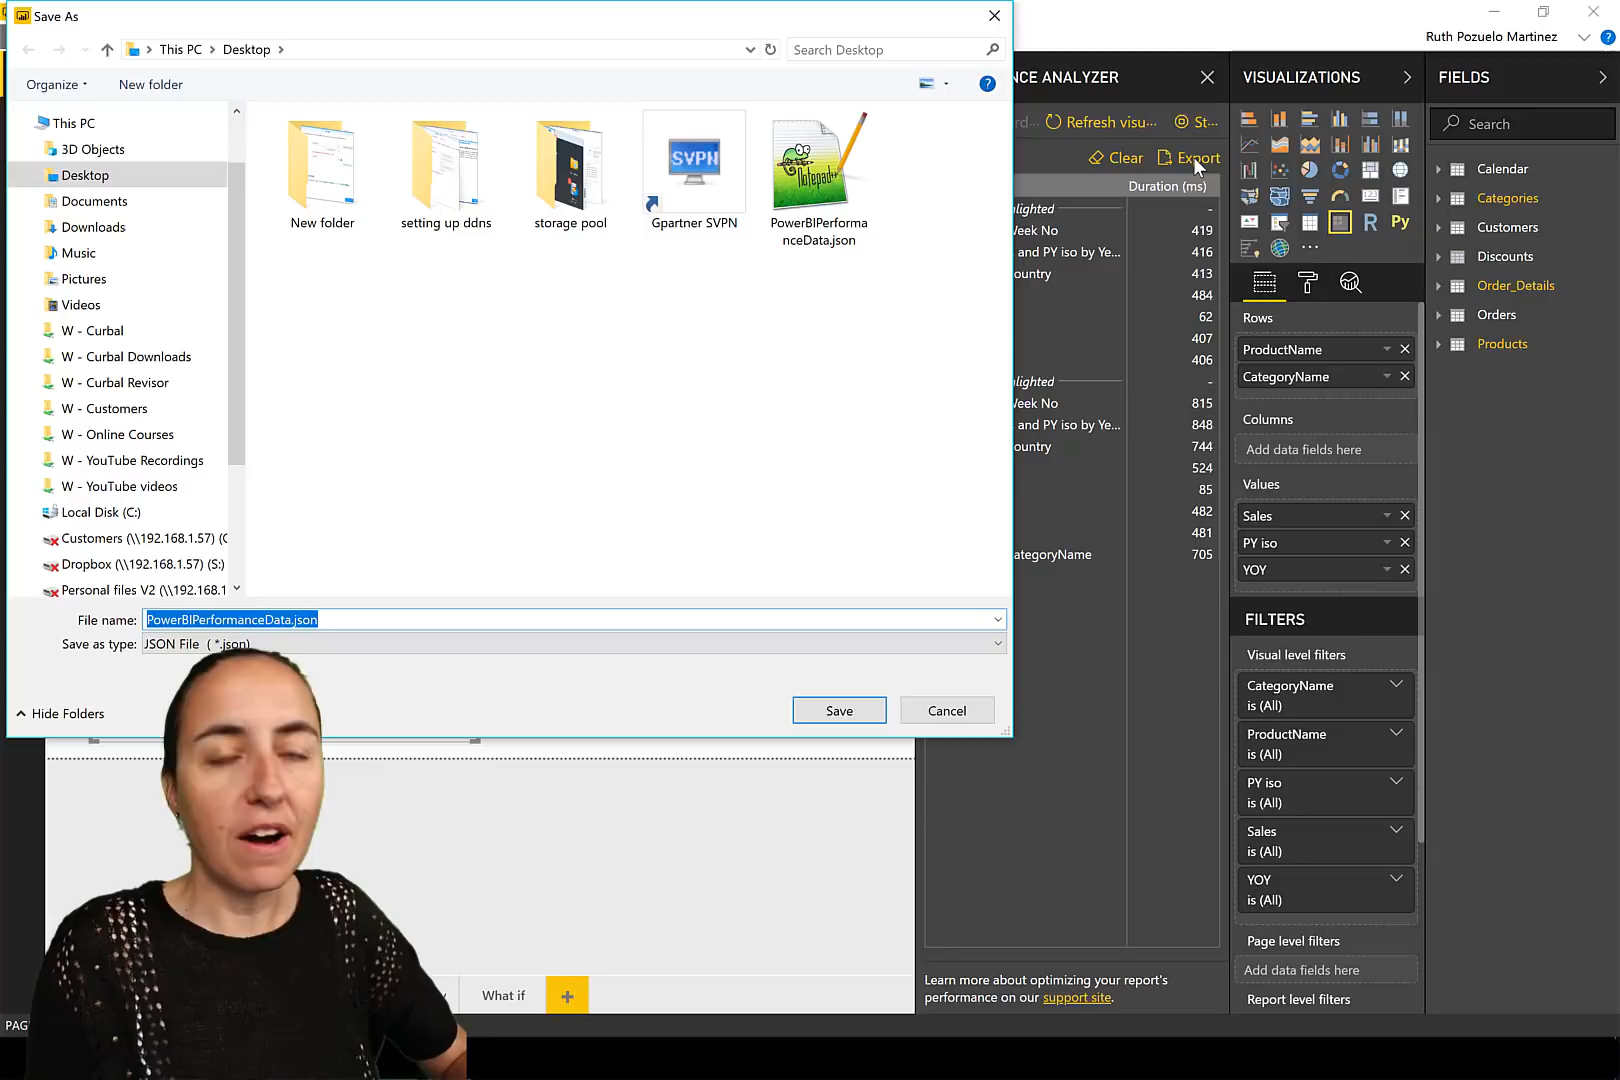 Save As
This PC
Desktop
Search Desktop
Organize
New folder
This PC
3D Objects
Desktop
Documents
Downloads
Music
Pictures
Videos
W - Curbal
W - Curbal Downloads
W - Curbal Revisor
W - Customers
W - Online Courses
W - YouTube Recordings
W - YouTube videos
Local Disk (C:)
Customers (\\192.168.1.57) (
Dropbox (\\192.168.1.57) (S:)
Personal files V2 (\\192.168.1
New folder
setting up ddns
storage pool
SVPN
Gpartner SVPN
Notepad++
PowerBIPerforma
nceData.json
File name: PowerBIPerformanceData.json
Save as type: JSON File ( *.json)
Hide Folders
Save
Cancel
Ruth Pozuelo Martinez
NCE ANALYZER
Refresh visu...
St...
Clear
Export
Duration (ms)
hlighted -
Week No 419
and PY iso by Ye... 416
ountry 413
484
62
407
406
hlighted -
Week No 815
and PY iso by Ye... 848
ountry 744
524
85
482
481
ategoryName 705
Learn more about optimizing your report's
performance on our support site.
VISUALIZATIONS
R
Py
Rows
ProductName
CategoryName
Columns
Add data fields here
Values
Sales
PY iso
YOY
FILTERS
Visual level filters
CategoryName
is (All)
ProductName
is (All)
PY iso
is (All)
Sales
is (All)
YOY
is (All)
Page level filters
Add data fields here
Report level filters
FIELDS
Search
Calendar
Categories
Customers
Discounts
Order_Details
Orders
Products
What if
+
PAG